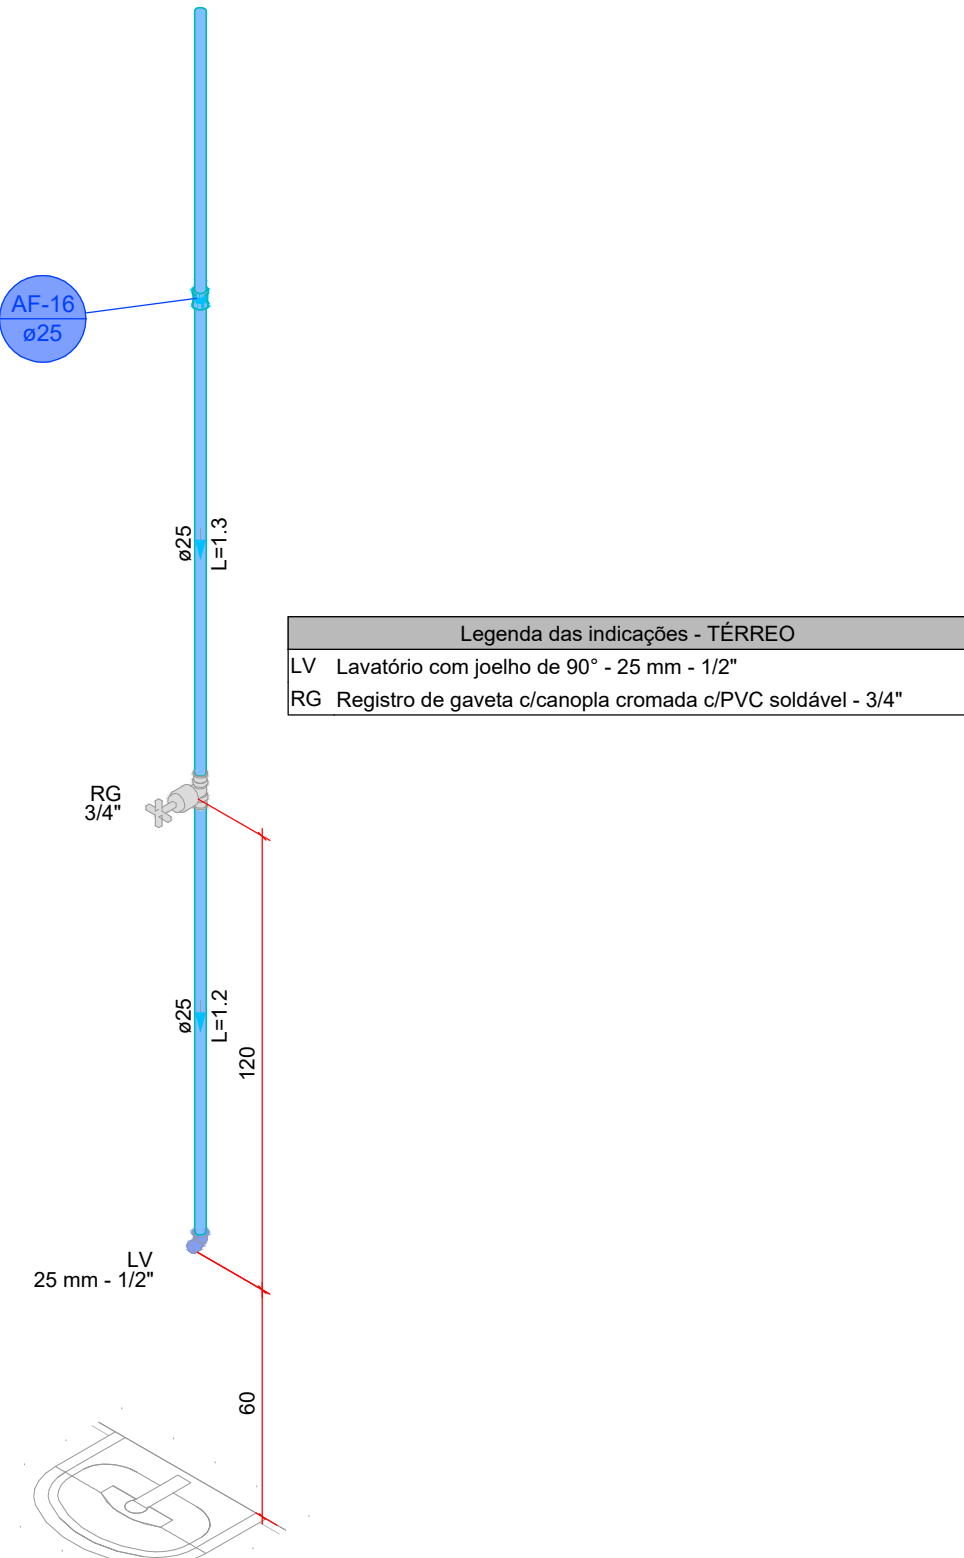 AF-16
ø25
ø25
L=1.3
Legenda das indicações - TÉRREO
LV Lavatório com joelho de 90° - 25 mm - 1/2"
RG Registro de gaveta c/canopla cromada c/PVC soldável - 3/4"
RG
3/4"
ø25
L=1.2
120
LV
25 mm - 1/2"
60